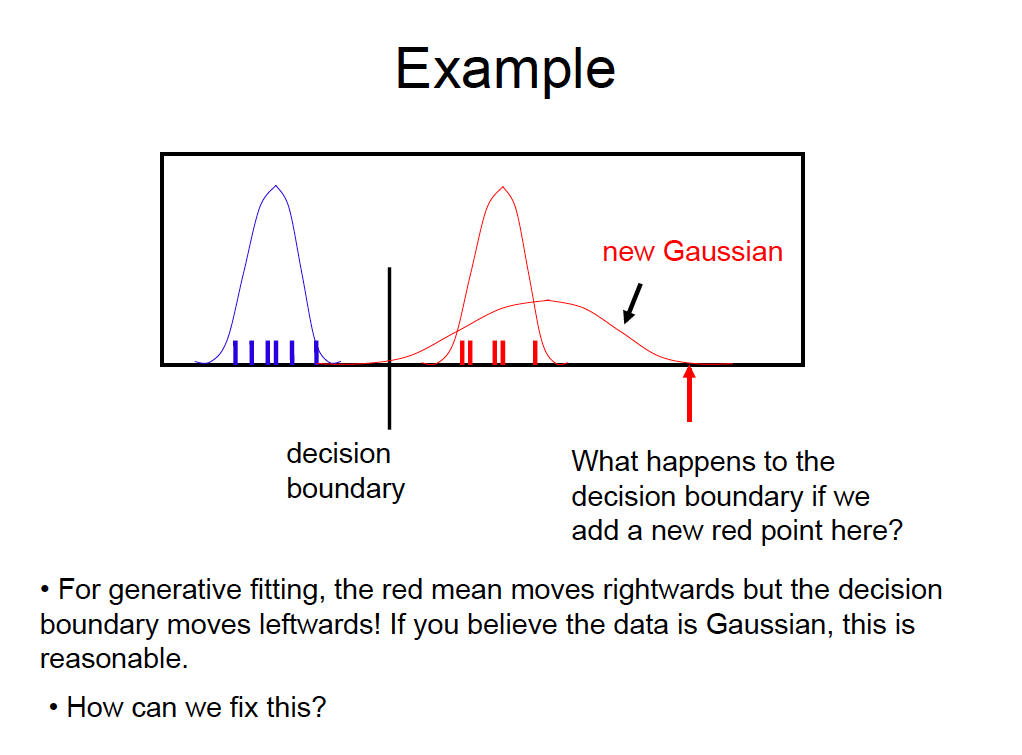 Example
new Gaussian
decision
boundary
What happens to the
decision boundary if we
add a new red point here?
• For generative fitting, the red mean moves rightwards but the decision
boundary moves leftwards! If you believe the data is Gaussian, this is
reasonable.
• How can we fix this?